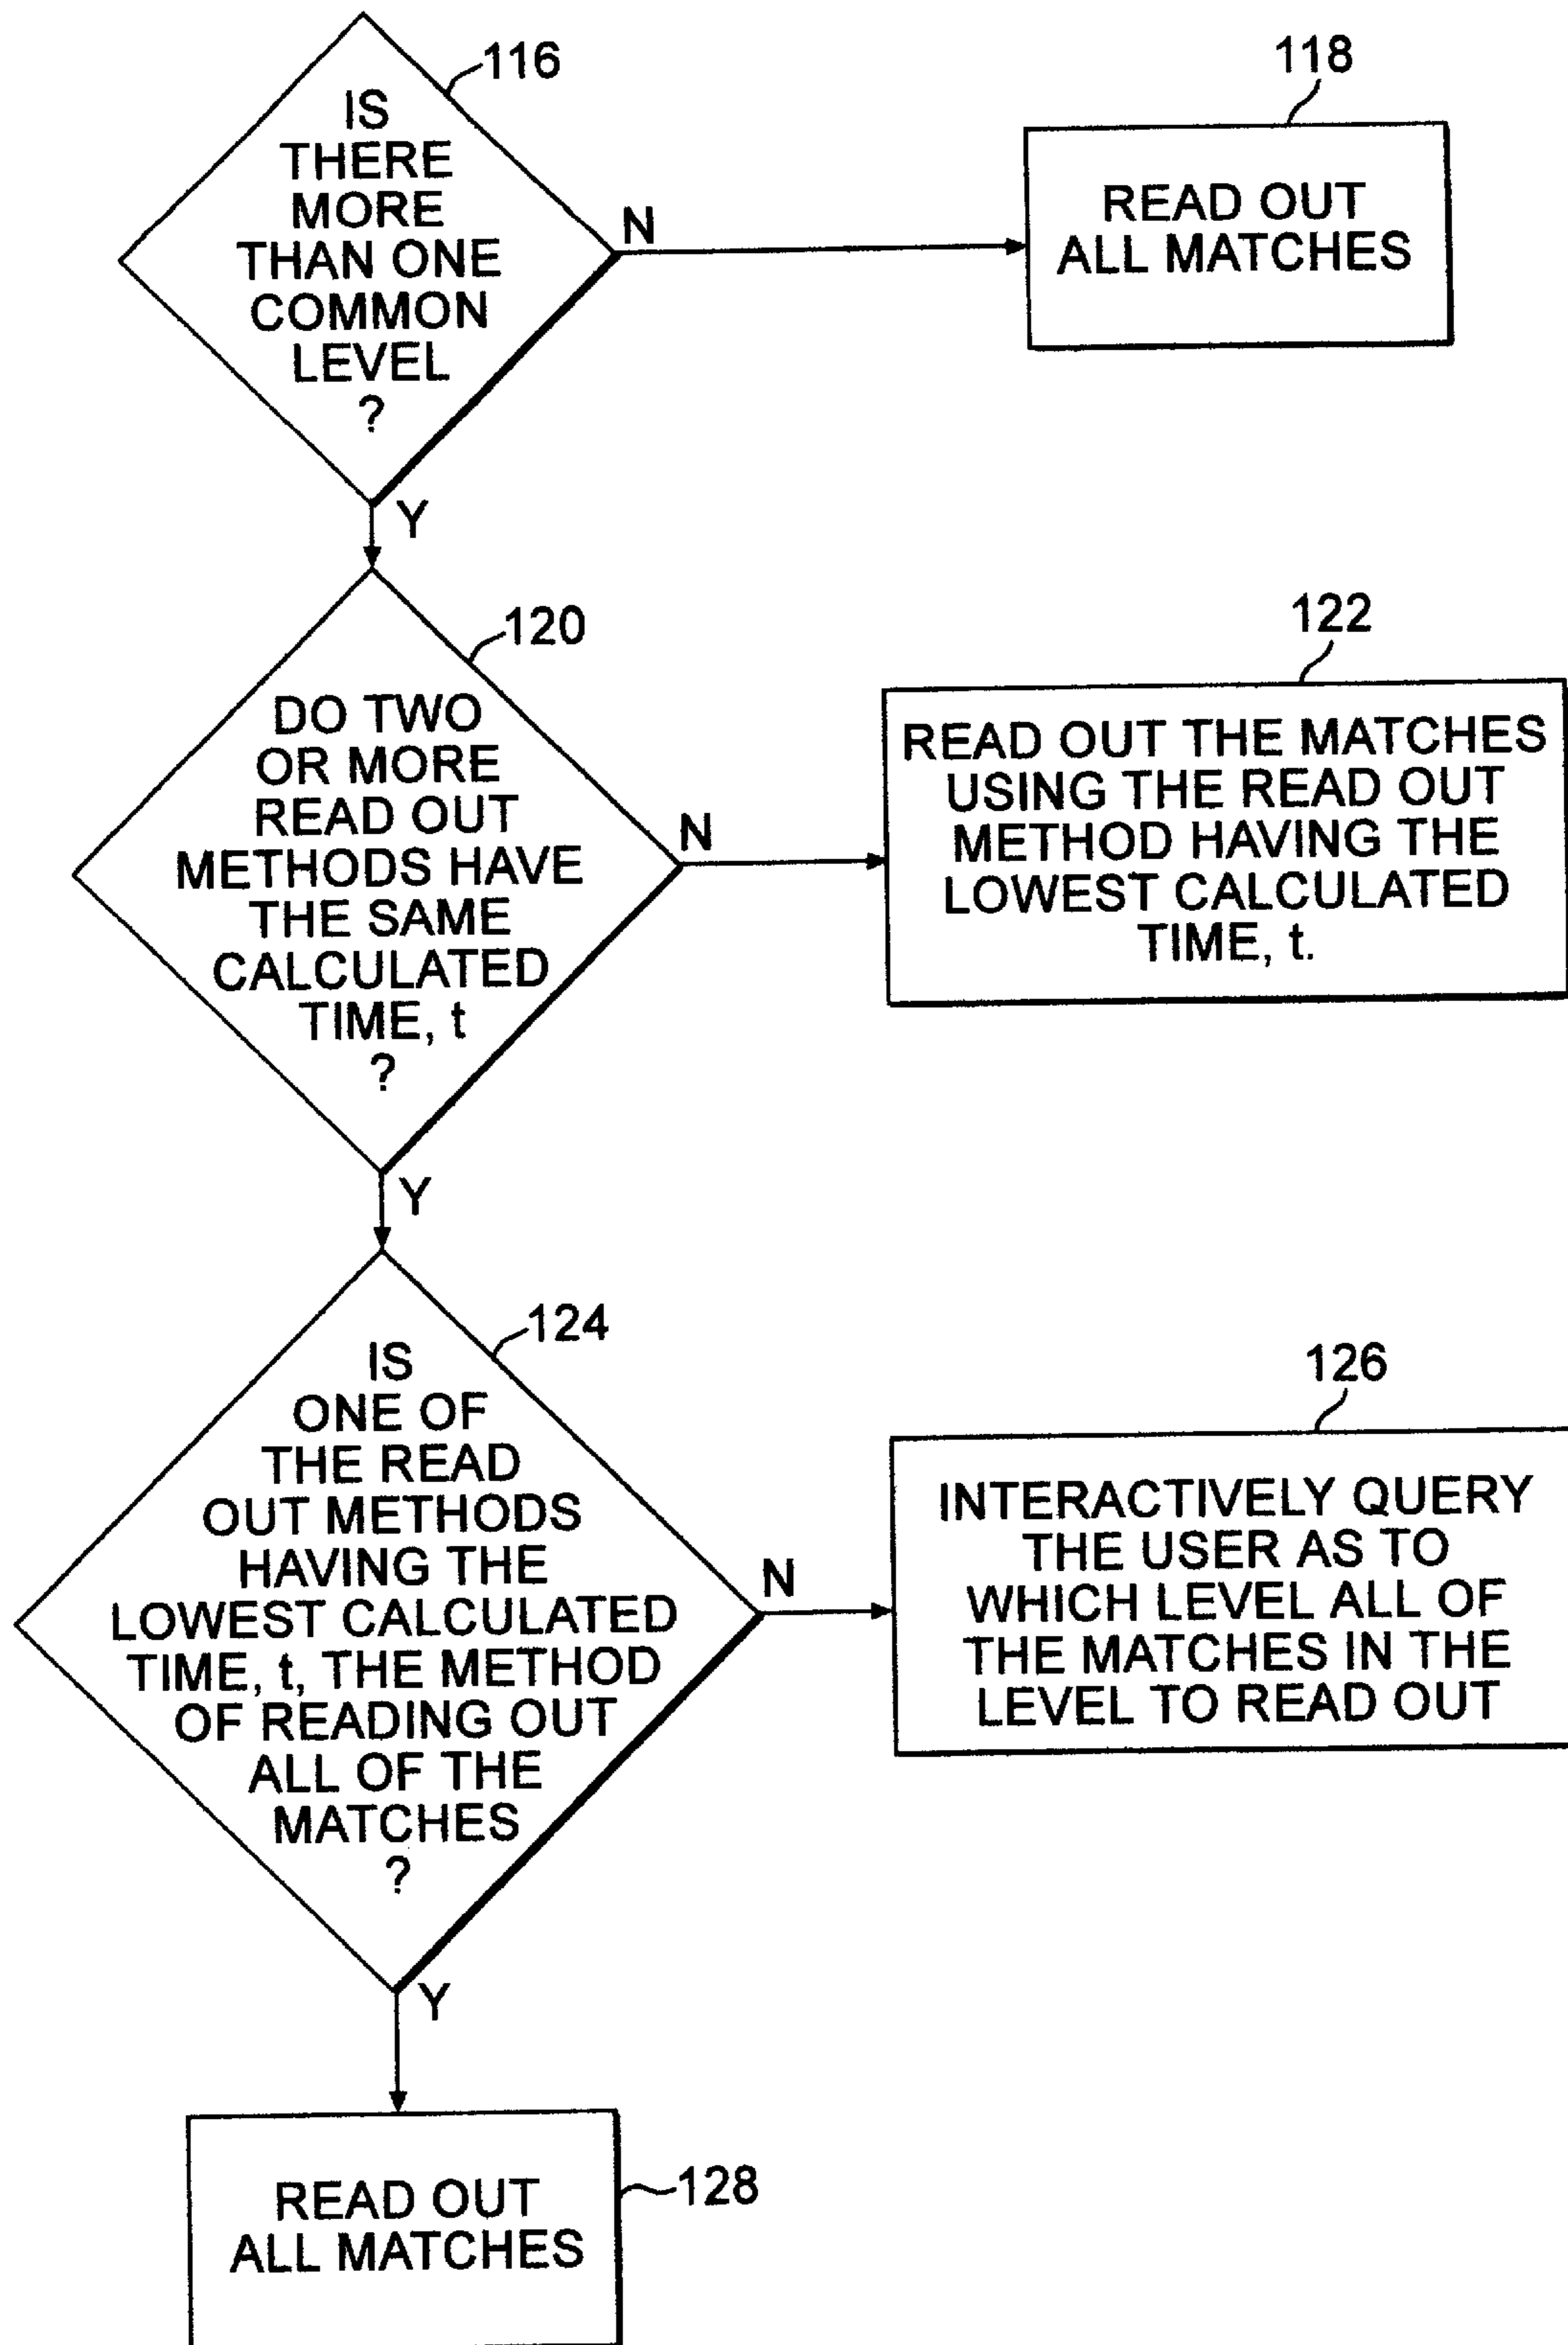 116
IS
THERE
MORE
THAN ONE
COMMON
LEVEL
?
N
118
READ OUT
ALL MATCHES
Y
120
DO TWO
OR MORE
READ OUT
METHODS HAVE
THE SAME
CALCULATED
TIME, t
?
N
122
READ OUT THE MATCHES
USING THE READ OUT
METHOD HAVING THE
LOWEST CALCULATED
TIME, t.
Y
124
IS
ONE OF
THE READ
OUT METHODS
HAVING THE
LOWEST CALCULATED
TIME, t, THE METHOD
OF READING OUT
ALL OF THE
MATCHES
?
N
126
INTERACTIVELY QUERY
THE USER AS TO
WHICH LEVEL ALL OF
THE MATCHES IN THE
LEVEL TO READ OUT
Y
128
READ OUT
ALL MATCHES